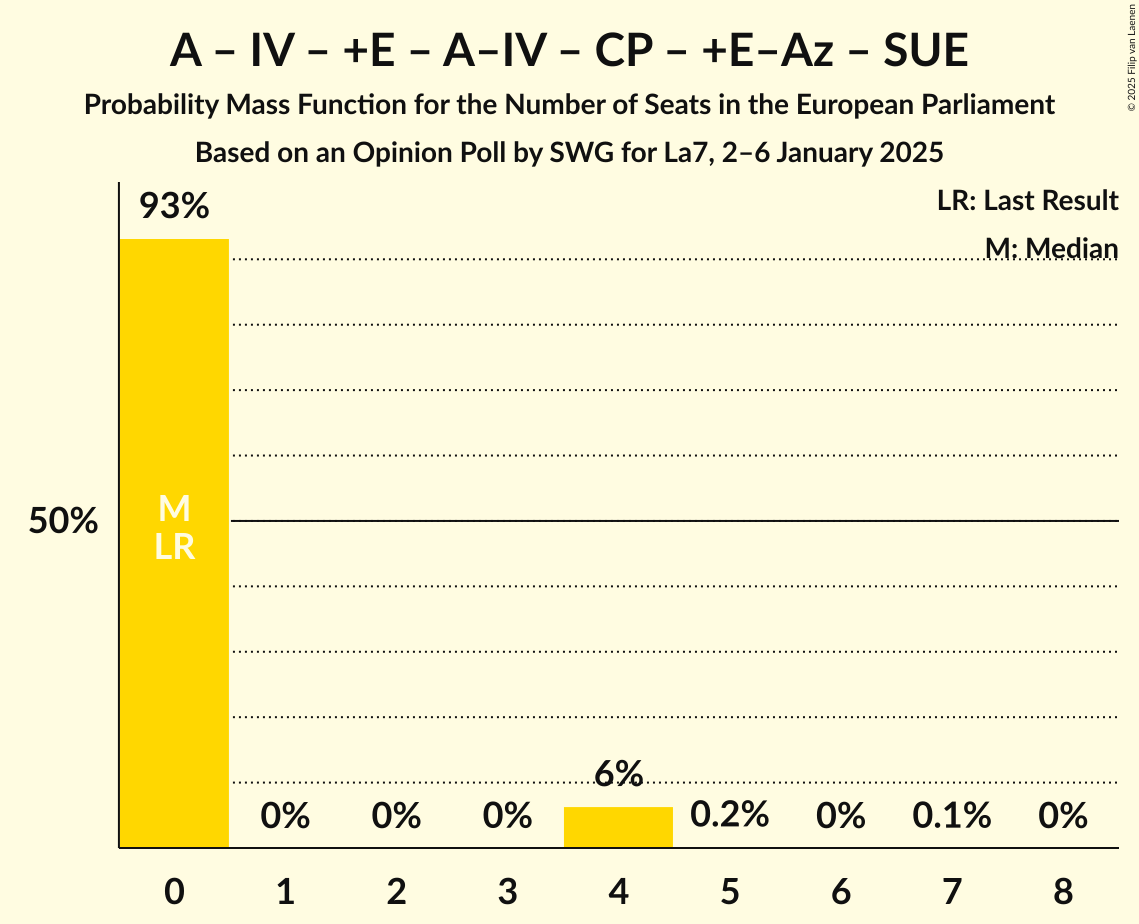 A – IV – +E – A–IV – CP – +E–Az – SUE
Probability Mass Function for the Number of Seats in the European Parliament
Based on an Opinion Poll by SWG for La7, 2–6 January 2025
© 2025 Filip van Laenen
LR: Last Result
M: Median
93%
M
LR
50%
6%
0% 0% 0% 0.2% 0% 0.1% 0%
0 1 2 3 4 5 6 7 8